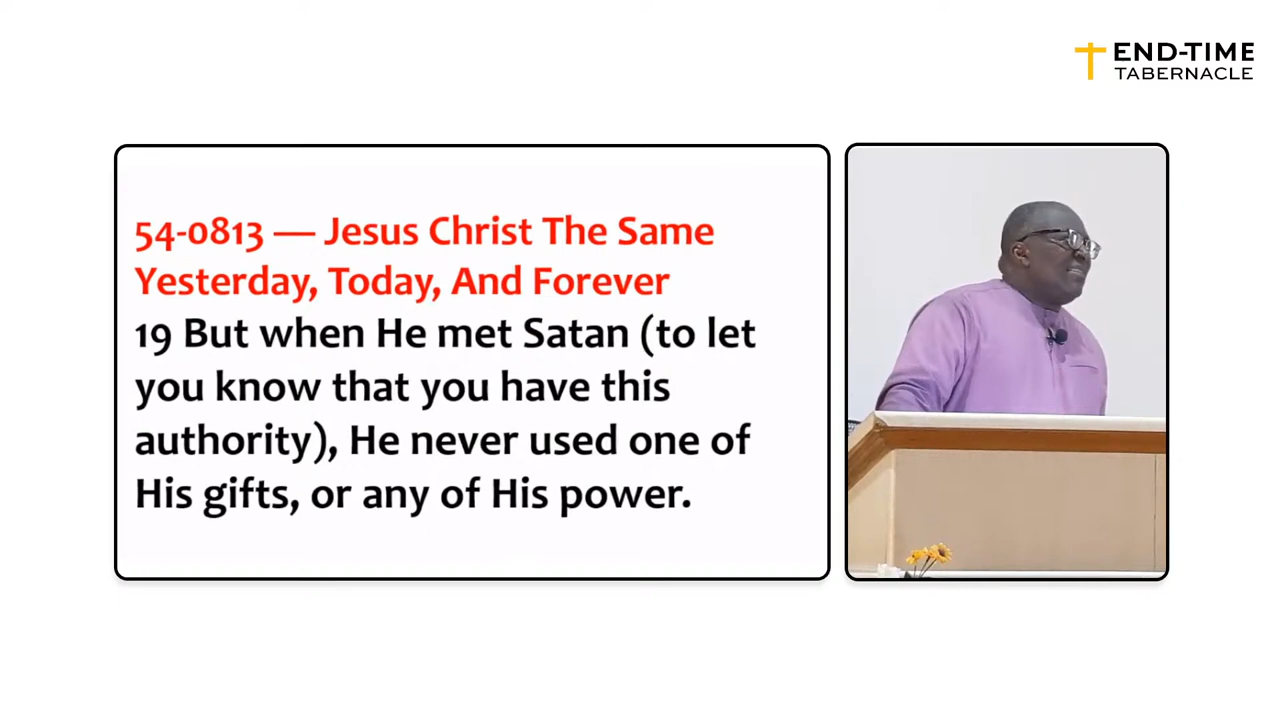 END-TIME
TABERNACLE
54-0813 — Jesus Christ The Same
Yesterday, Today, And Forever
19 But when He met Satan (to let
you know that you have this
authority), He never used one of
His gifts, or any of His power.